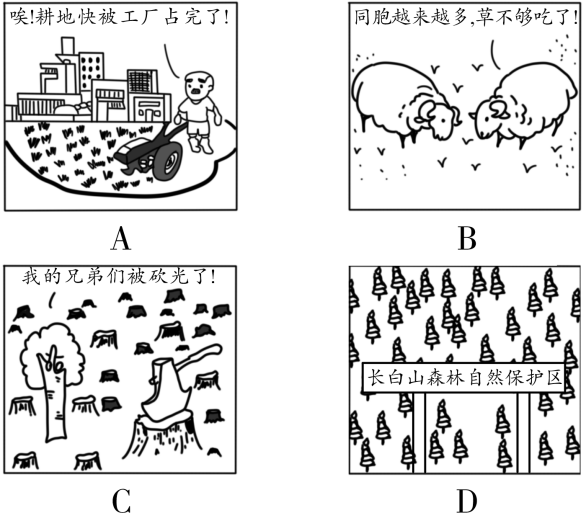 唉!耕地快被工厂占完了!
同胞越来越多,草不够吃了!
A
B
我的兄弟们被砍光了!
长白山森林自然保护区
C
D